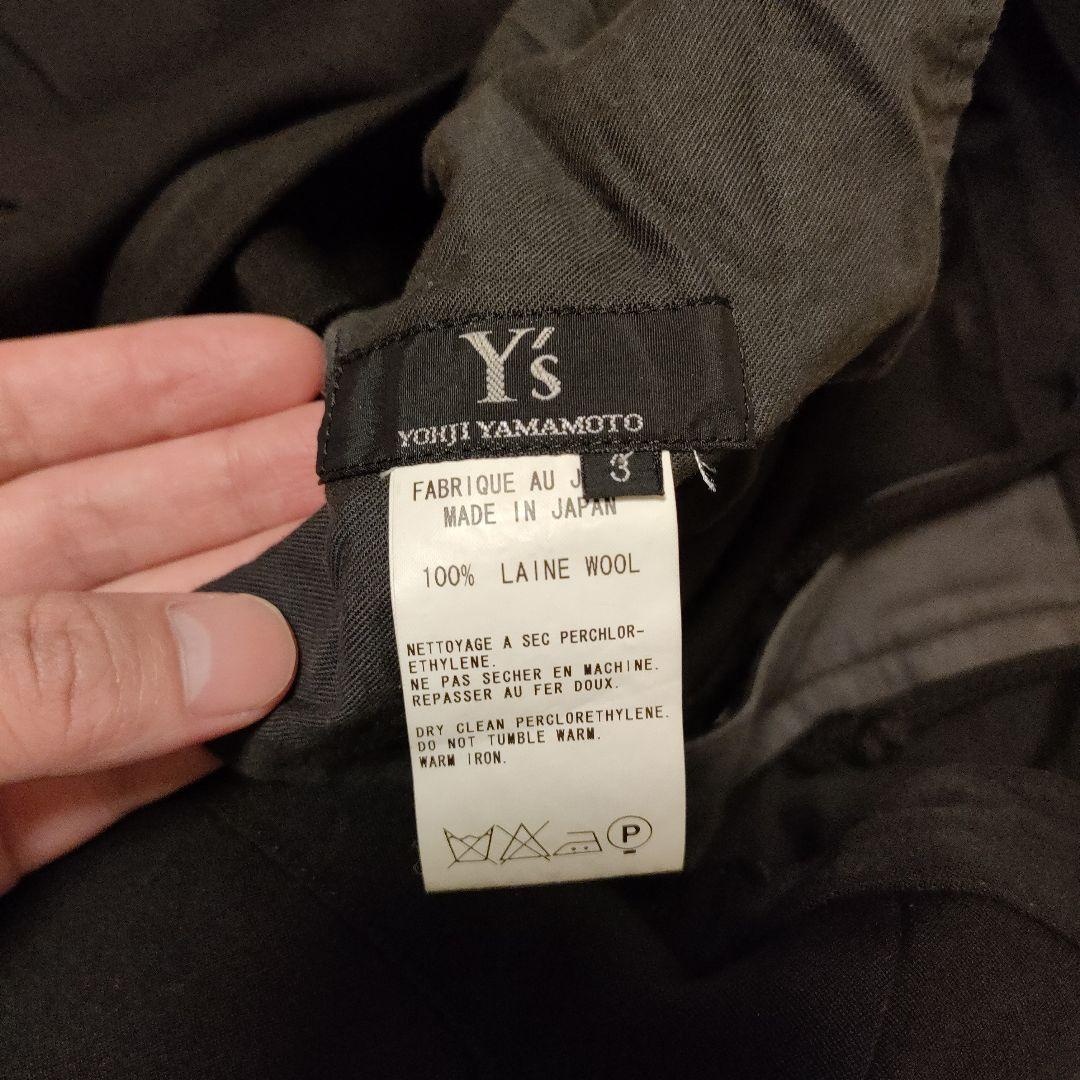 Y's
YOHJI YAMAMOTO
3
FABRIQUE AU J
MADE IN JAPAN
100% LAINE WOOL
NETTOYAGE A SEC PERCHLOR-
ETHYLENE.
NE PAS SECHER EN MACHINE.
REPASSER AU FER DOUX.
DRY CLEAN PERCLORETHYLENE.
DO NOT TUMBLE WARM.
WARM IRON.
P